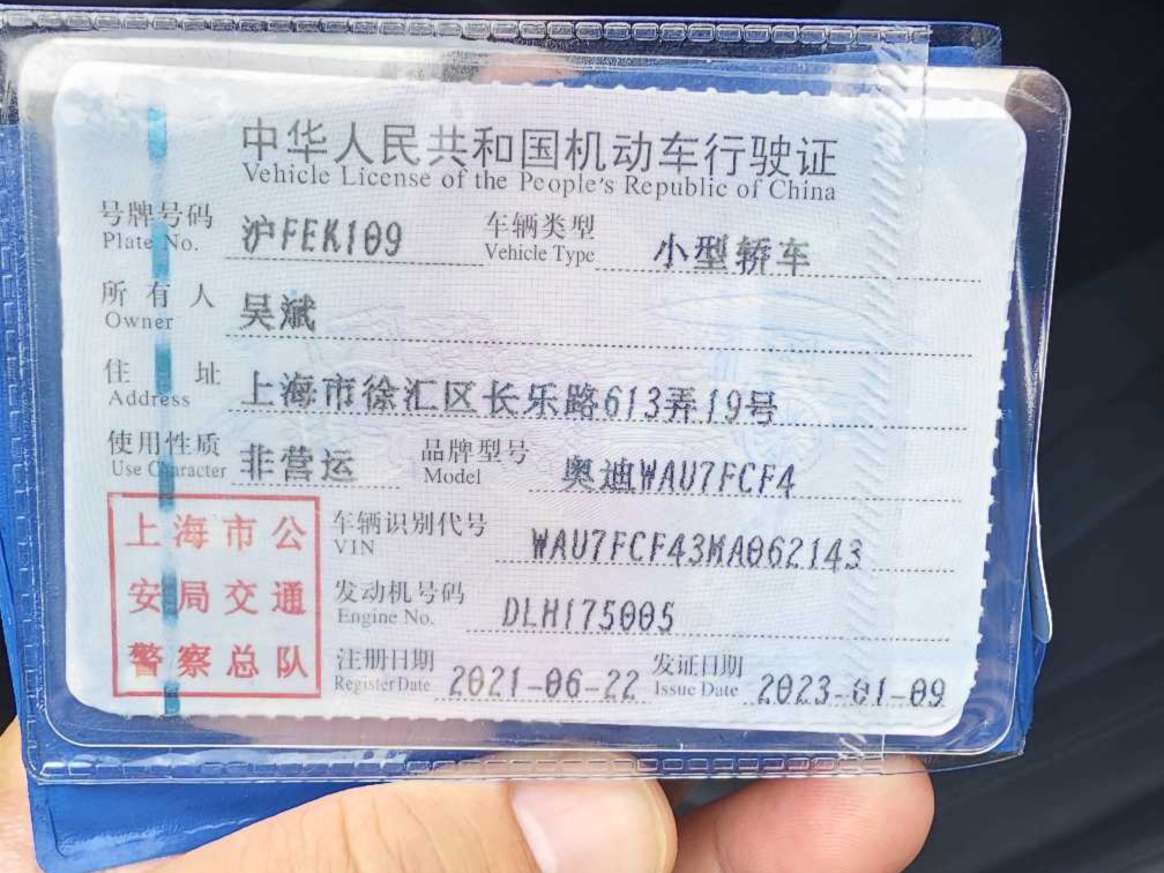 中华人民共和国机动车行驶证
Vehicle License of the People's Republic of China
号牌号码 沪FEK109 车辆类型 小型轿车
Plate No. Vehicle Type
所有人 吴斌
Owner
住址 上海市徐汇区长乐路613弄19号
Address
使用性质 非营运 品牌型号 奥迪WAU7FCF4
Use Character Model
上海市公
安局交通
警察总队
车辆识别代号 WAU7FCF43MA062143
VIN
发动机号码 DLH175005
Engine No.
注册日期 2021-06-22 发证日期 2023-01-09
Register Date Issue Date